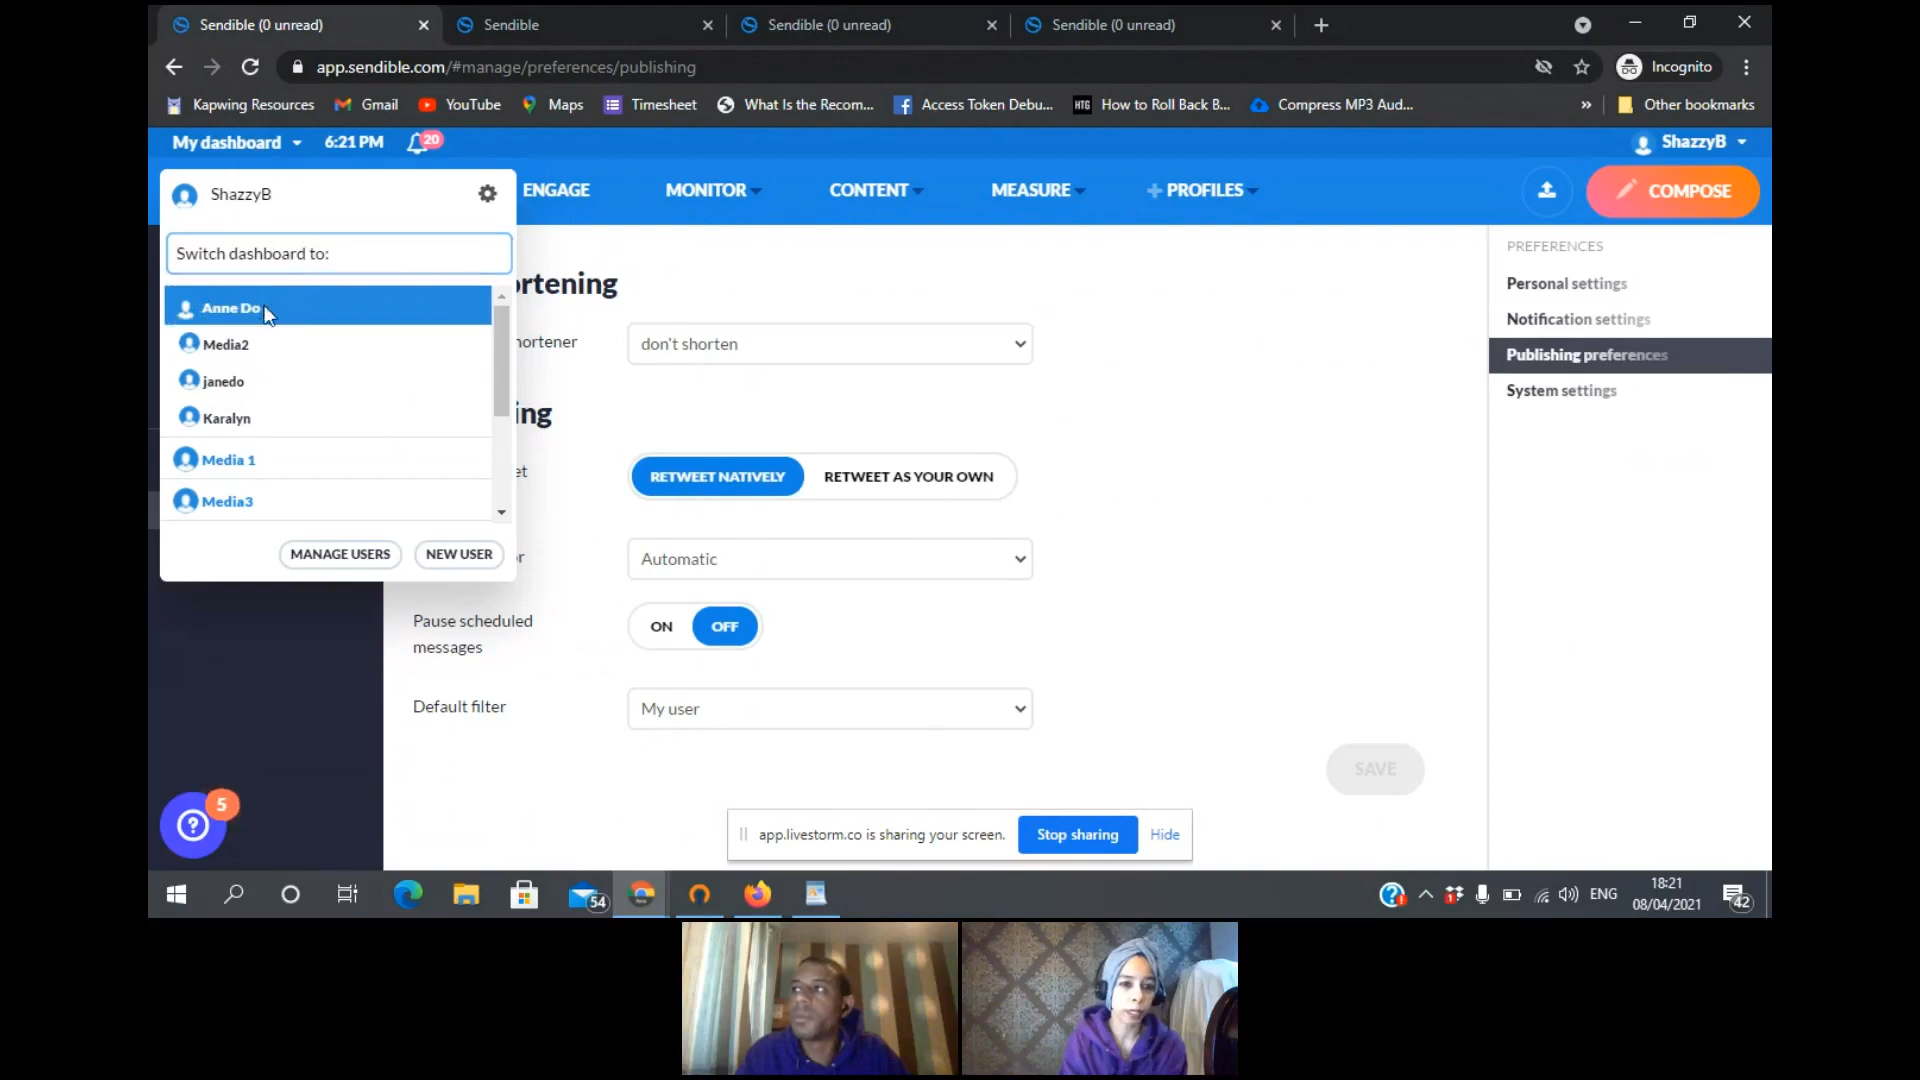 Sendible (0 unread)
Sendible
Sendible (0 unread)
Sendible (0 unread)
app.sendible.com/#manage/preferences/publishing
Incognito
Kapwing Resources
Gmail
YouTube
Maps
Timesheet
What Is the Recom...
Access Token Debu...
HTG
How to Roll Back B...
Compress MP3 Aud...
»
Other bookmarks
My dashboard
6:21 PM
20
ShazzyB
ENGAGE
MONITOR
CONTENT
MEASURE
+ PROFILES
COMPOSE
ShazzyB
Switch dashboard to:
Anne Do
Media2
janedo
Karalyn
Media 1
Media3
MANAGE USERS
NEW USER
ortening
hortener
don't shorten
ing
et
RETWEET NATIVELY
RETWEET AS YOUR OWN
or
Automatic
Pause scheduled
messages
ON
OFF
Default filter
My user
SAVE
PREFERENCES
Personal settings
Notification settings
Publishing preferences
System settings
5
app.livestorm.co is sharing your screen.
Stop sharing
Hide
54
ENG
18:21
08/04/2021
42